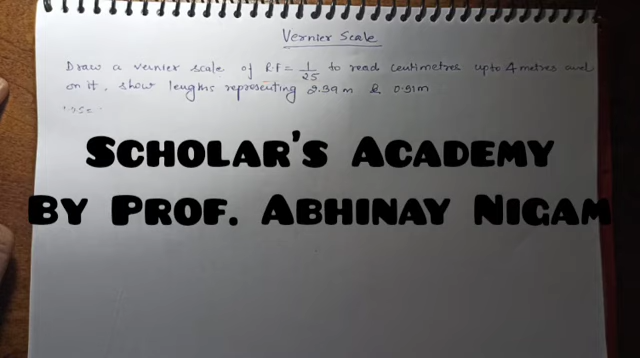 Vernier Scale
Draw a vernier scale of R.F = 1/25 to read centimetres upto 4 metres and
on it, show lengths representing 2.39 m & 0.91 m
SCHOLAR'S ACADEMY
BY PROF. ABHINAY NIGAM